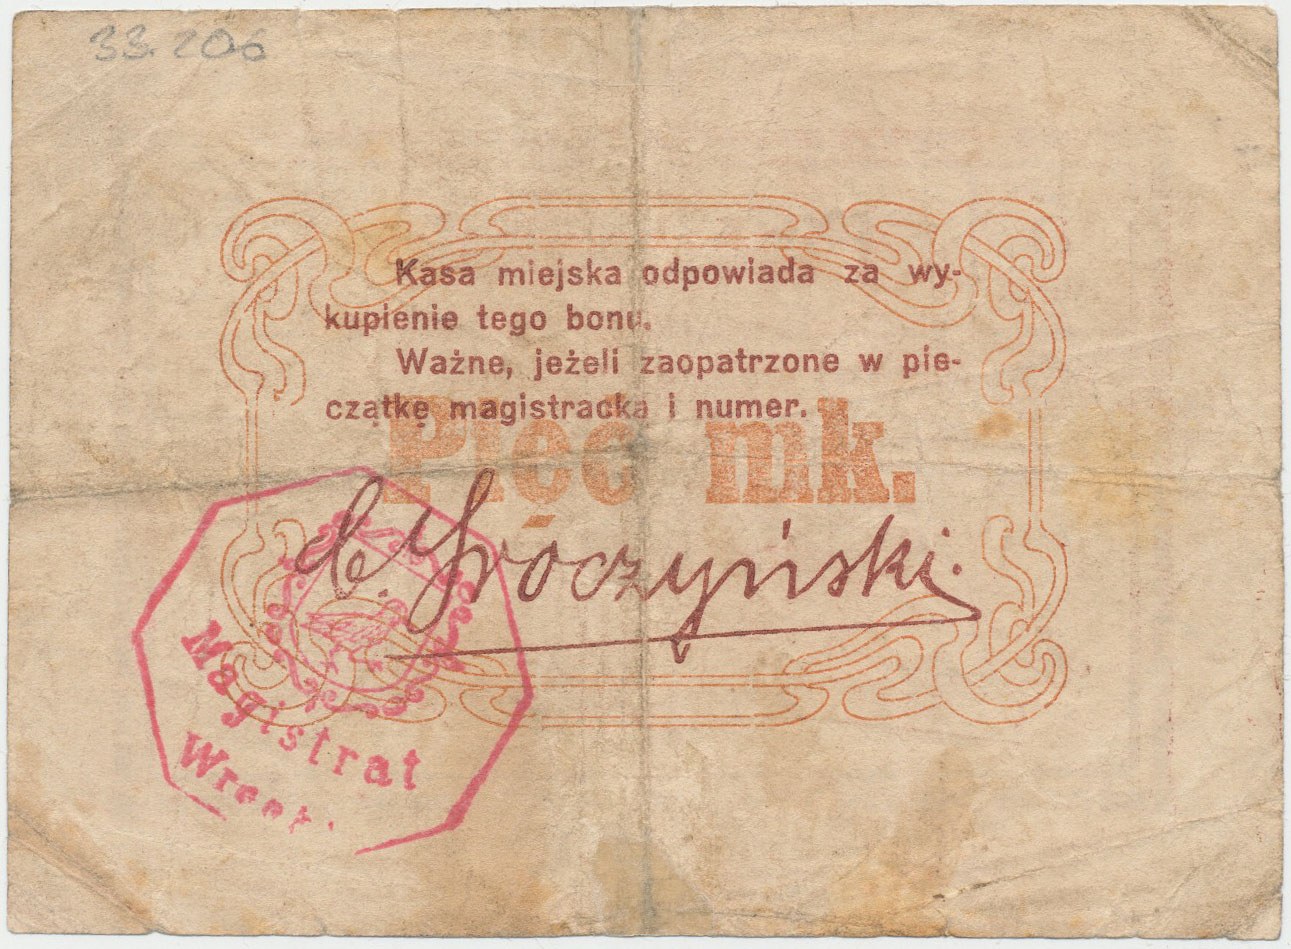 33.206
Kasa miejska odpowiada za wy-
kupienie tego bonu.
Ważne, jeżeli zaopatrzone w pie-
czątkę magistracką i numer.
Pięć mk.
Magistrat